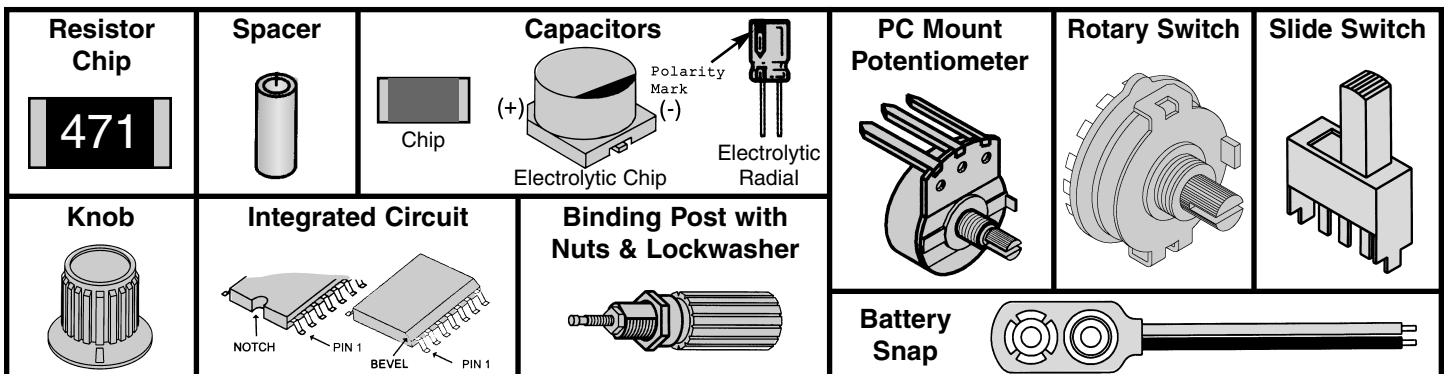 Resistor
Chip
471
Spacer
Capacitors
Polarity
Mark
(+)
(-)
Chip
Electrolytic Chip
Electrolytic
Radial
PC Mount
Potentiometer
Rotary Switch
Slide Switch
Knob
Integrated Circuit
NOTCH
PIN 1
BEVEL
PIN 1
Binding Post with
Nuts & Lockwasher
Battery
Snap